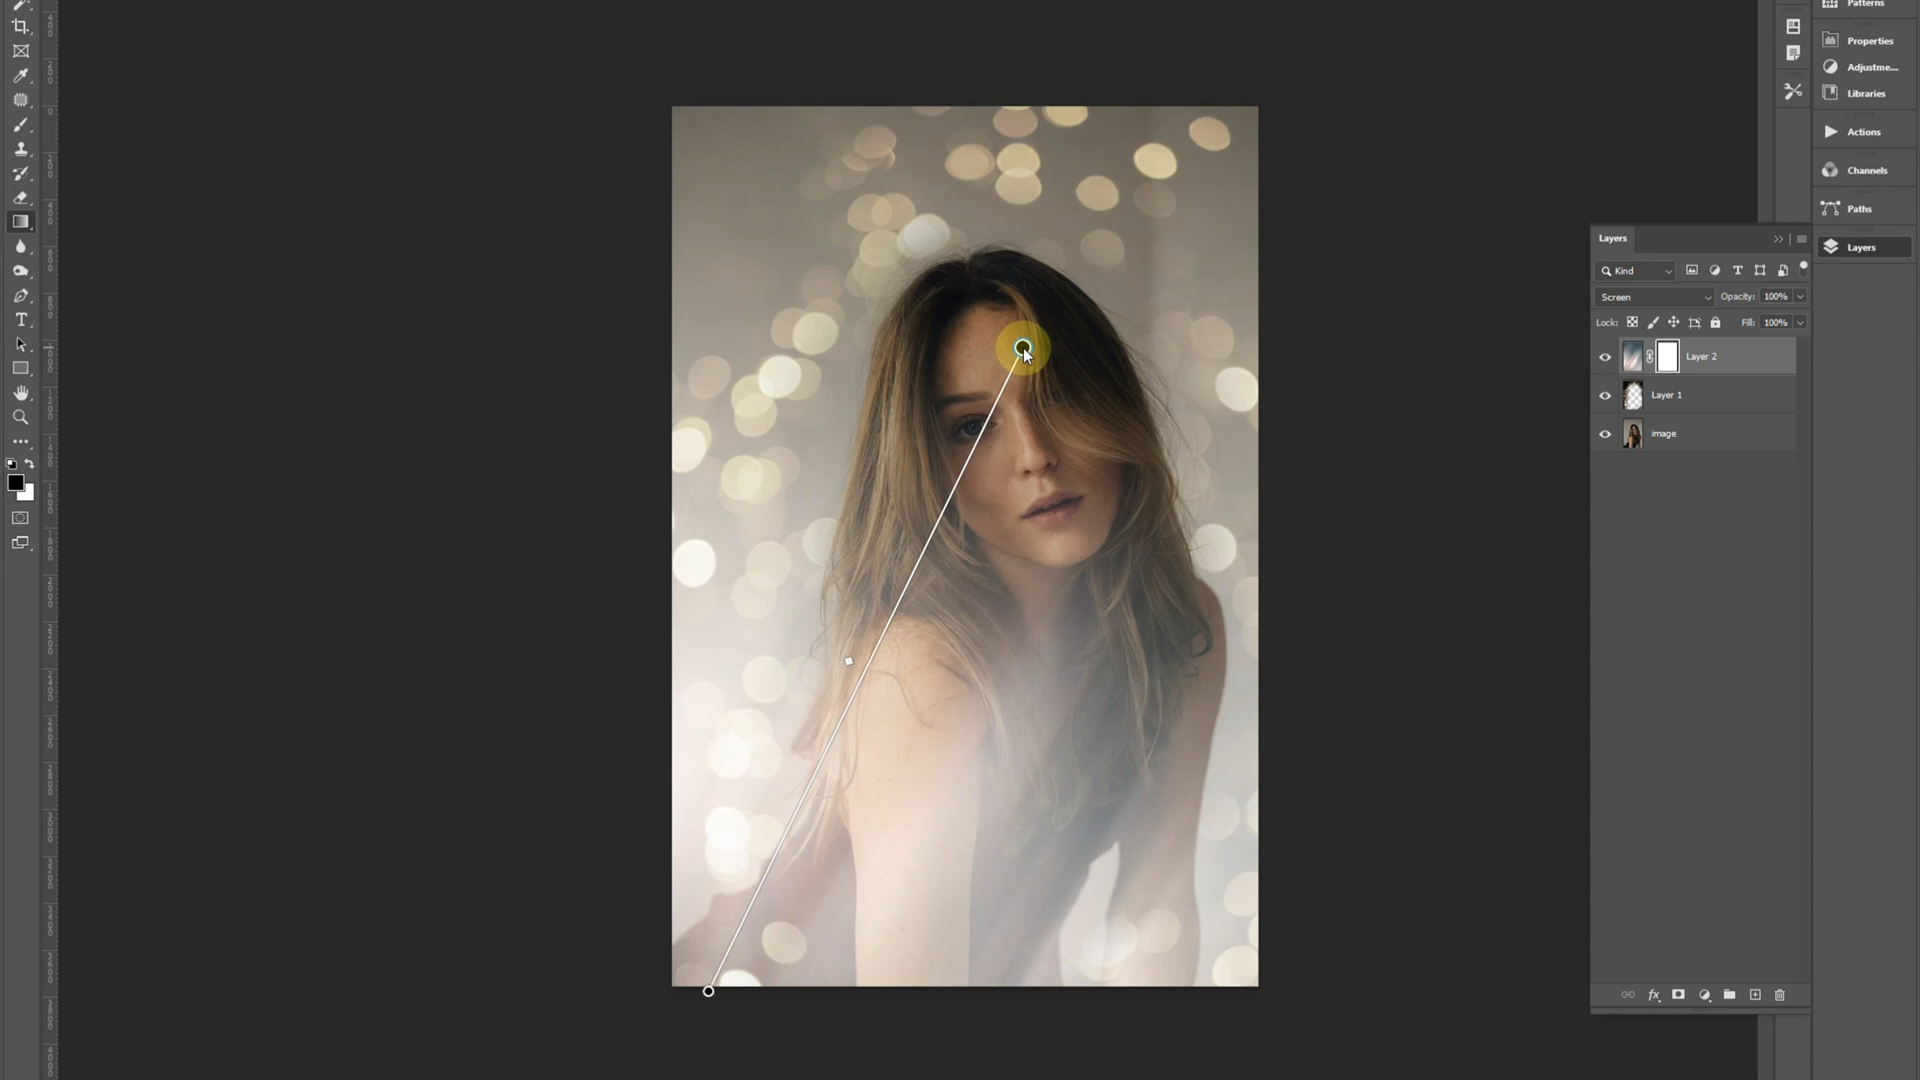 Patterns
Properties
Adjustme...
Libraries
Actions
Channels
Paths
Layers
Layers
Kind
Screen
Opacity: 100%
Lock:
Fill: 100%
Layer 2
Layer 1
image
fx